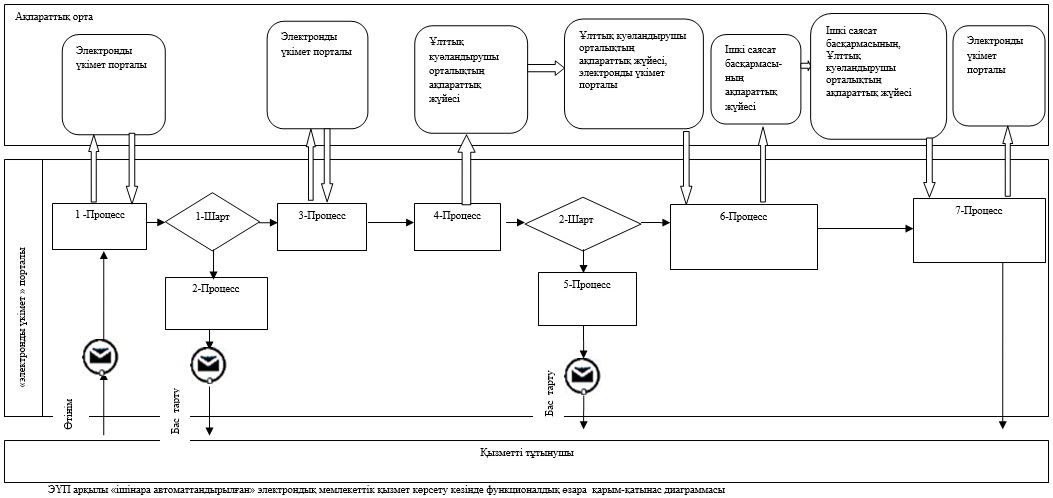 Ақпараттық орта
Электронды
үкімет порталы
Электронды
үкімет порталы
Ұлттық
куәландырушы
орталықтың
ақпараттық
жүйесі
Ұлттық куәландырушы
орталықтың
ақпараттық жүйесі,
электронды үкімет
порталы
Ішкі саясат
басқармасы-
ның
ақпараттық
жүйесі
Ішкі саясат
басқармасының,
Ұлттық
куәландырушы
орталықтың
ақпараттық жүйесі
Электронды
үкімет
порталы
«электронды үкімет » порталы
1 -Процесс
1-Шарт
3-Процесс
4-Процесс
2-Шарт
6-Процесс
7-Процесс
2-Процесс
5-Процесс
Өтінім
Бас тарту
Бас тарту
Қызметті тұтынушы
ЭҮП арқылы «ішінара автоматтандырылған» электрондық мемлекеттік қызмет көрсету кезінде функционалдық өзара қарым-қатынас диаграммасы